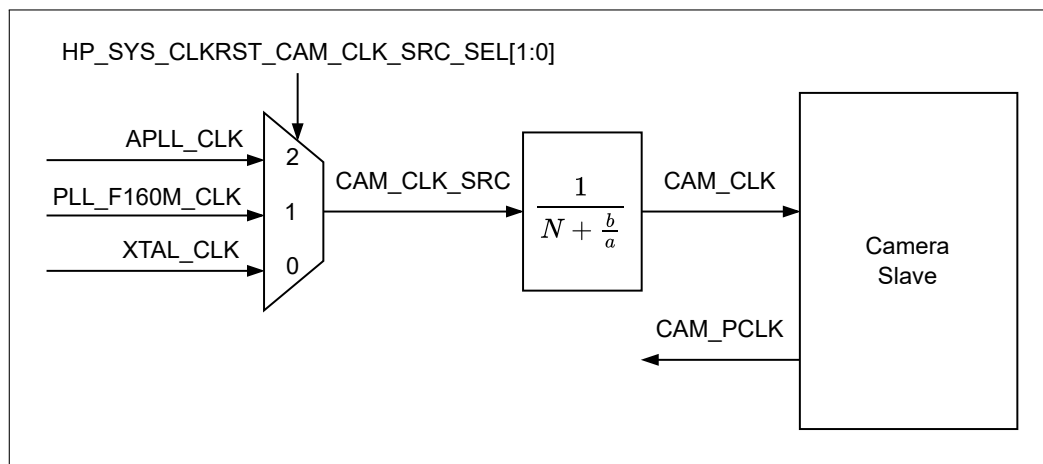 HP_SYS_CLKRST_CAM_CLK_SRC_SEL[1:0]
APLL_CLK
2
PLL_F160M_CLK
1
XTAL_CLK
0
CAM_CLK_SRC
1
N + b/a
CAM_CLK
Camera
Slave
CAM_PCLK